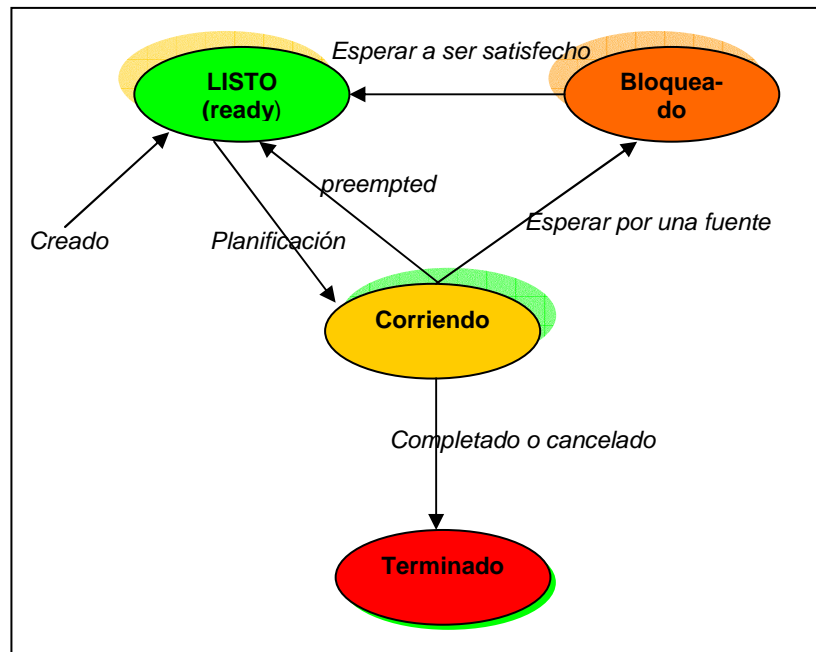 Esperar a ser satisfecho
LISTO
(ready)
Bloquea-
do
preempted
Creado
Planificación
Esperar por una fuente
Corriendo
Completado o cancelado
Terminado